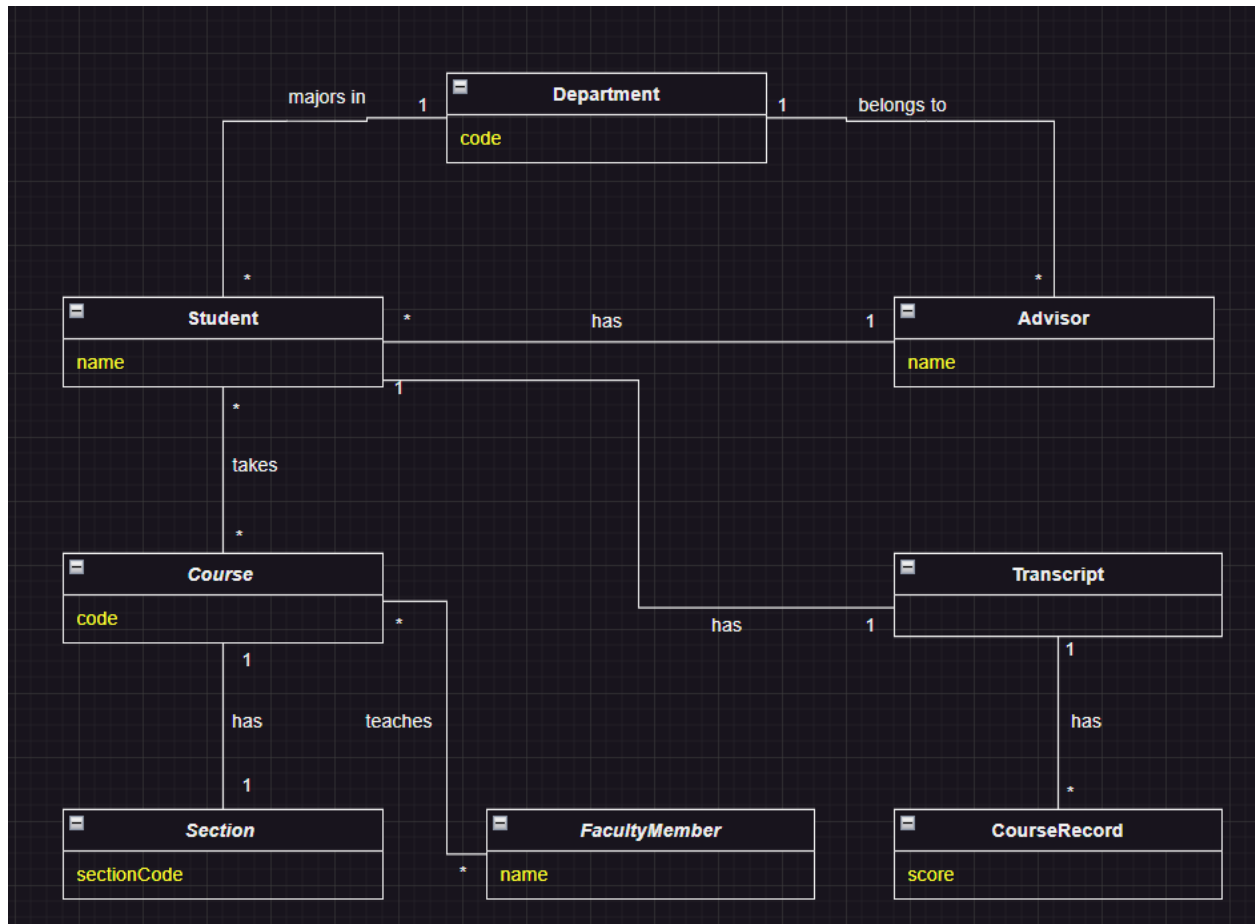 Department
majors in
1
1
belongs to
code
*
*
Student
*
has
1
Advisor
name
name
1
*
takes
*
Course
Transcript
code
*
has
1
1
1
has
teaches
has
1
*
Section
FacultyMember
CourseRecord
sectionCode
*
name
score